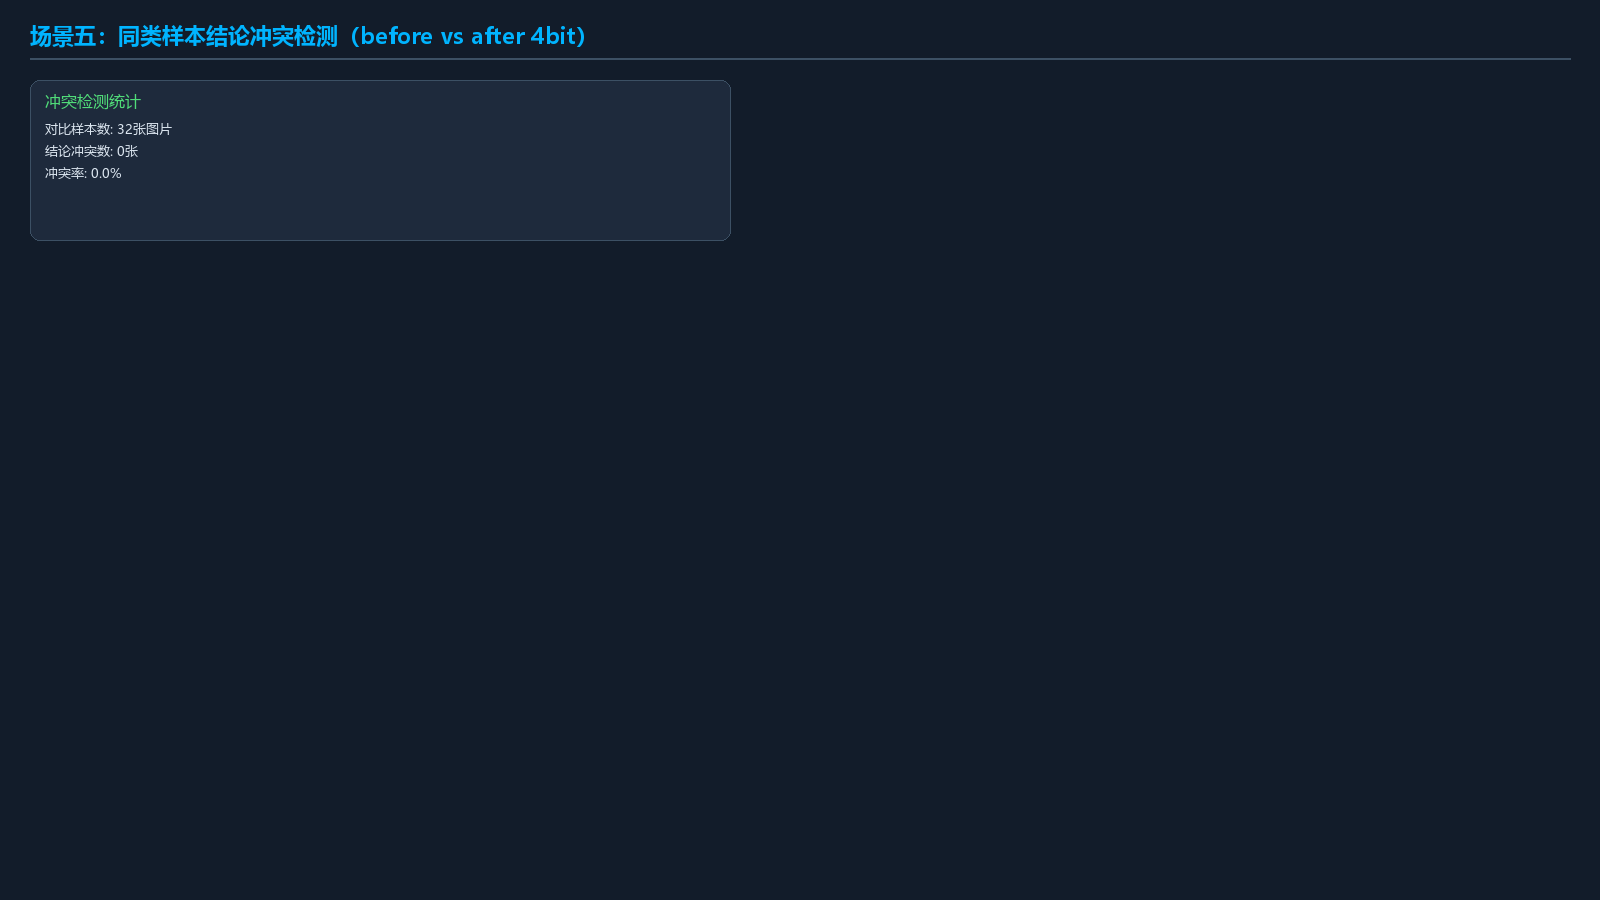 场景五：同类样本结论冲突检测（before vs after 4bit）
冲突检测统计
对比样本数: 32张图片
结论冲突数: 0张
冲突率: 0.0%